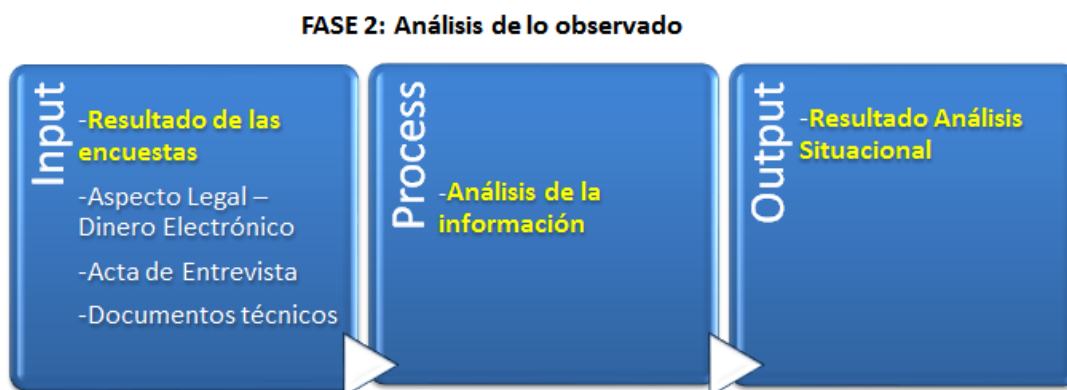 FASE 2: Análisis de lo observado
Input
-Resultado de las
encuestas
-Aspecto Legal –
Dinero Electrónico
-Acta de Entrevista
-Documentos técnicos
Process
-Análisis de la
información
Output
-Resultado Análisis
Situacional